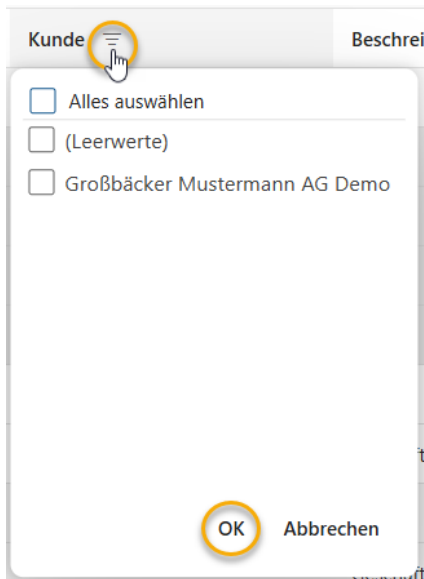 Kunde Beschrei
Alles auswählen
(Leerwerte)
Großbäcker Mustermann AG Demo
OK Abbrechen